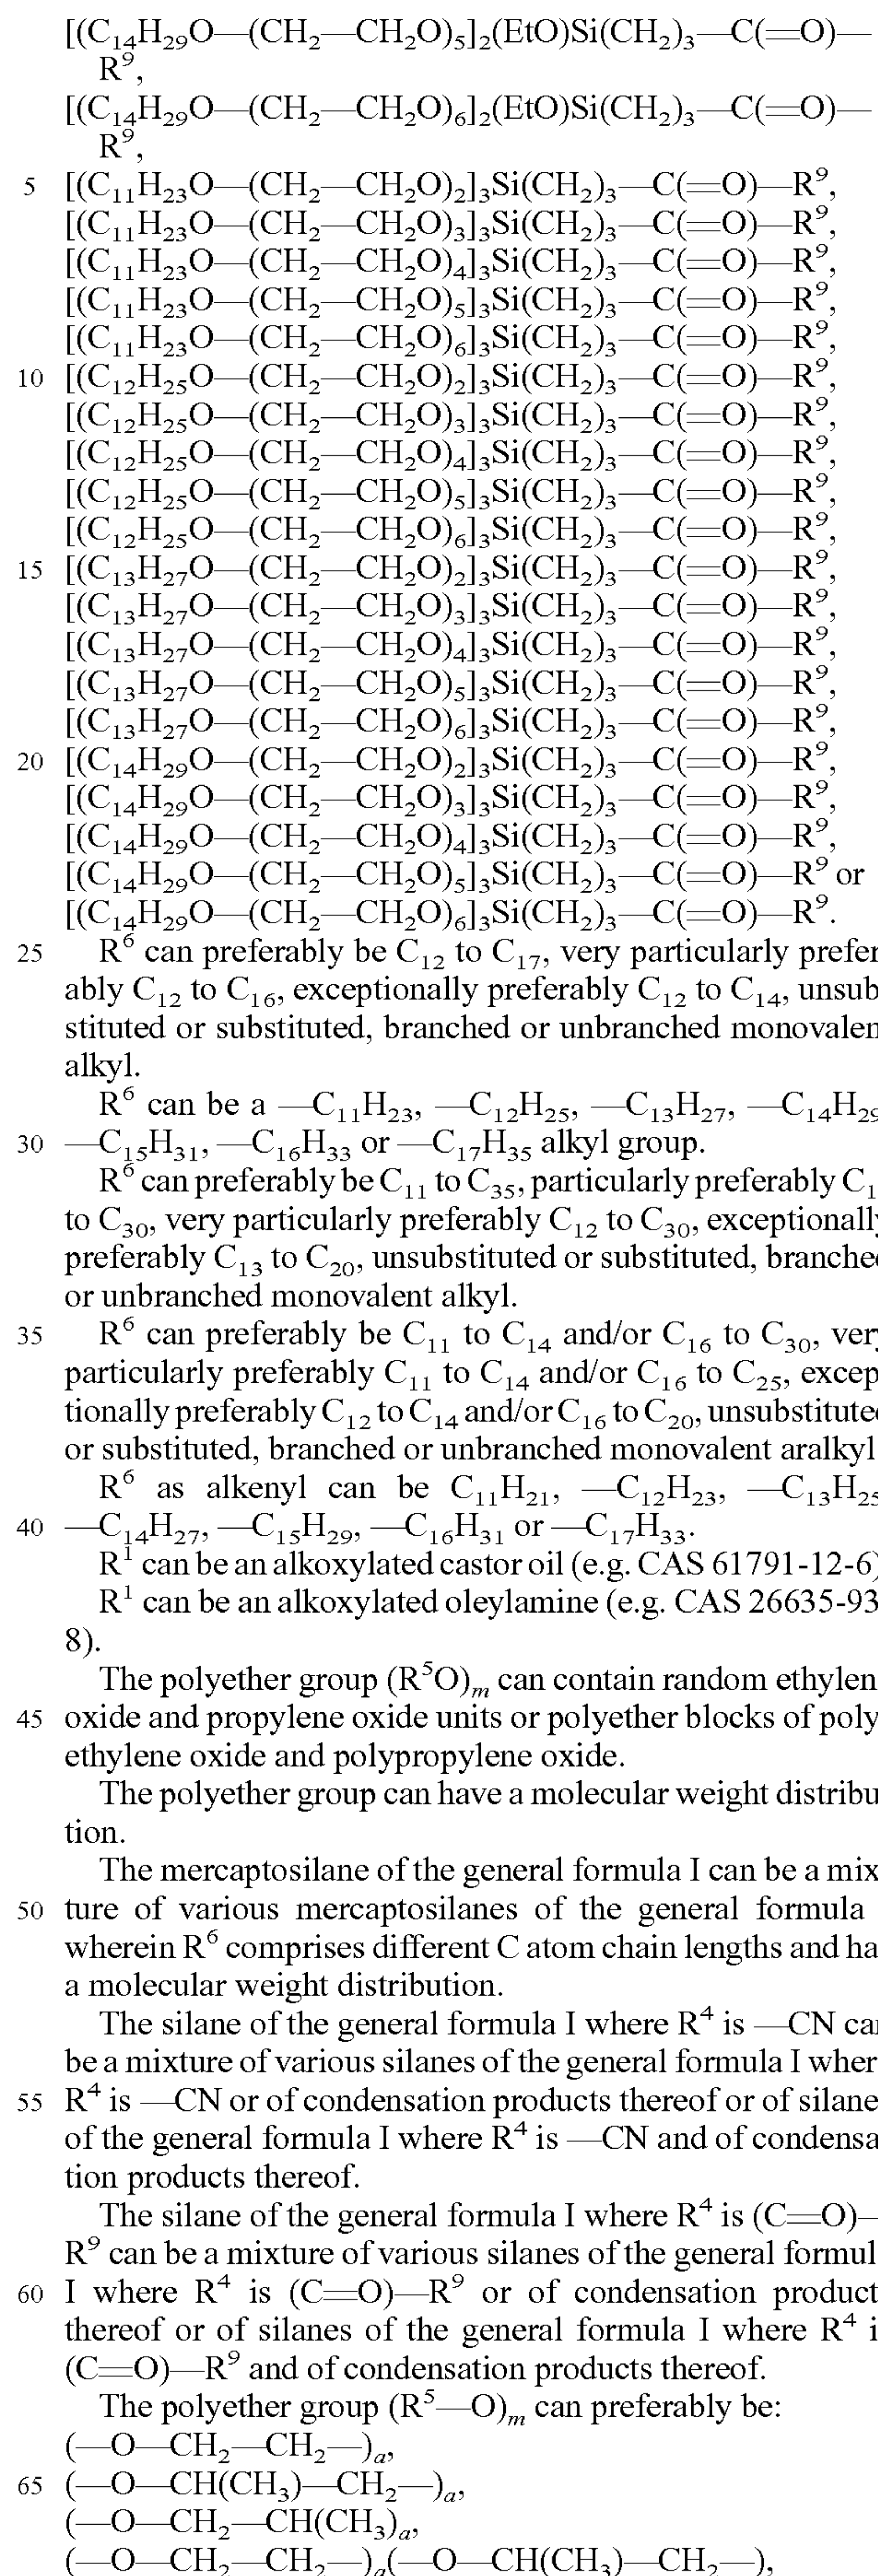 [(C₁₄H₂₉O—(CH₂—CH₂O)₅]₂(EtO)Si(CH₂)₃—C(═O)—
R⁹,
[(C₁₄H₂₉O—(CH₂—CH₂O)₆]₂(EtO)Si(CH₂)₃—C(═O)—
R⁹,
5 [(C₁₁H₂₃O—(CH₂—CH₂O)₂]₃Si(CH₂)₃—C(═O)—R⁹,
[(C₁₁H₂₃O—(CH₂—CH₂O)₃]₃Si(CH₂)₃—C(═O)—R⁹,
[(C₁₁H₂₃O—(CH₂—CH₂O)₄]₃Si(CH₂)₃—C(═O)—R⁹,
[(C₁₁H₂₃O—(CH₂—CH₂O)₅]₃Si(CH₂)₃—C(═O)—R⁹,
[(C₁₁H₂₃O—(CH₂—CH₂O)₆]₃Si(CH₂)₃—C(═O)—R⁹,
10 [(C₁₂H₂₅O—(CH₂—CH₂O)₂]₃Si(CH₂)₃—C(═O)—R⁹,
[(C₁₂H₂₅O—(CH₂—CH₂O)₃]₃Si(CH₂)₃—C(═O)—R⁹,
[(C₁₂H₂₅O—(CH₂—CH₂O)₄]₃Si(CH₂)₃—C(═O)—R⁹,
[(C₁₂H₂₅O—(CH₂—CH₂O)₅]₃Si(CH₂)₃—C(═O)—R⁹,
[(C₁₂H₂₅O—(CH₂—CH₂O)₆]₃Si(CH₂)₃—C(═O)—R⁹,
15 [(C₁₃H₂₇O—(CH₂—CH₂O)₂]₃Si(CH₂)₃—C(═O)—R⁹,
[(C₁₃H₂₇O—(CH₂—CH₂O)₃]₃Si(CH₂)₃—C(═O)—R⁹,
[(C₁₃H₂₇O—(CH₂—CH₂O)₄]₃Si(CH₂)₃—C(═O)—R⁹,
[(C₁₃H₂₇O—(CH₂—CH₂O)₅]₃Si(CH₂)₃—C(═O)—R⁹,
[(C₁₃H₂₇O—(CH₂—CH₂O)₆]₃Si(CH₂)₃—C(═O)—R⁹,
20 [(C₁₄H₂₉O—(CH₂—CH₂O)₂]₃Si(CH₂)₃—C(═O)—R⁹,
[(C₁₄H₂₉O—(CH₂—CH₂O)₃]₃Si(CH₂)₃—C(═O)—R⁹,
[(C₁₄H₂₉O—(CH₂—CH₂O)₄]₃Si(CH₂)₃—C(═O)—R⁹,
[(C₁₄H₂₉O—(CH₂—CH₂O)₅]₃Si(CH₂)₃—C(═O)—R⁹ or
[(C₁₄H₂₉O—(CH₂—CH₂O)₆]₃Si(CH₂)₃—C(═O)—R⁹.
25 R⁶ can preferably be C₁₂ to C₁₇, very particularly prefer
ably C₁₂ to C₁₆, exceptionally preferably C₁₂ to C₁₄, unsub
stituted or substituted, branched or unbranched monovalen
alkyl.
R⁶ can be a —C₁₁H₂₃, —C₁₂H₂₅, —C₁₃H₂₇, —C₁₄H₂₉
30 —C₁₅H₃₁, —C₁₆H₃₃ or —C₁₇H₃₅ alkyl group.
R⁶ can preferably be C₁₁ to C₃₅, particularly preferably C₁
to C₃₀, very particularly preferably C₁₂ to C₃₀, exceptionally
preferably C₁₃ to C₂₀, unsubstituted or substituted, branche
or unbranched monovalent alkyl.
35 R⁶ can preferably be C₁₁ to C₁₄ and/or C₁₆ to C₃₀, very
particularly preferably C₁₁ to C₁₄ and/or C₁₆ to C₂₅, excep
tionally preferably C₁₂ to C₁₄ and/or C₁₆ to C₂₀, unsubstitute
or substituted, branched or unbranched monovalent aralkyl
R⁶ as alkenyl can be C₁₁H₂₁, —C₁₂H₂₃, —C₁₃H₂₅
40 —C₁₄H₂₇, —C₁₅H₂₉, —C₁₆H₃₁ or —C₁₇H₃₃.
R¹ can be an alkoxylated castor oil (e.g. CAS 61791-12-6)
R¹ can be an alkoxylated oleylamine (e.g. CAS 26635-93
8).
The polyether group (R⁵O)ₘ can contain random ethylen
45 oxide and propylene oxide units or polyether blocks of poly
ethylene oxide and polypropylene oxide.
The polyether group can have a molecular weight distribu
tion.
The mercaptosilane of the general formula I can be a mix
50 ture of various mercaptosilanes of the general formula
wherein R⁶ comprises different C atom chain lengths and ha
a molecular weight distribution.
The silane of the general formula I where R⁴ is —CN can
be a mixture of various silanes of the general formula I wher
55 R⁴ is —CN or of condensation products thereof or of silane
of the general formula I where R⁴ is —CN and of condensa
tion products thereof.
The silane of the general formula I where R⁴ is (C═O)—
R⁹ can be a mixture of various silanes of the general formul
60 I where R⁴ is (C═O)—R⁹ or of condensation product
thereof or of silanes of the general formula I where R⁴ i
(C═O)—R⁹ and of condensation products thereof.
The polyether group (R⁵—O)ₘ can preferably be:
(—O—CH₂—CH₂—)ₐ,
65 (—O—CH(CH₃)—CH₂—)ₐ,
(—O—CH₂—CH(CH₃)ₐ,
(—O—CH₂—CH₂—)ₐ(—O—CH(CH₃)—CH₂—),